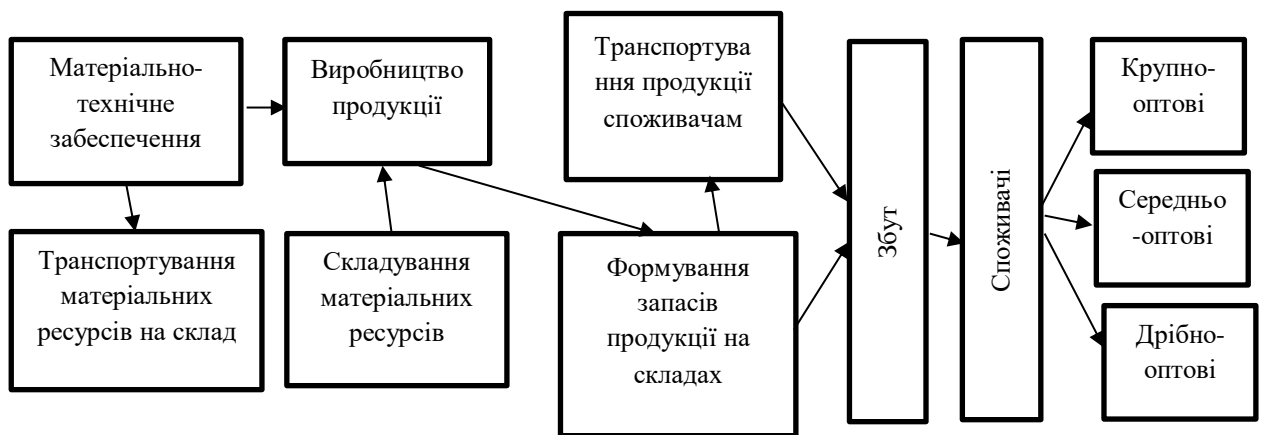 Матеріально-
технічне
забеспечення
Виробництво
продукції
Транспортува
ння продукції
споживачам
Збут
Споживачі
Крупно-
оптові
Середньо
-оптові
Дрібно-
оптові
Транспортування
матеріальних
ресурсів на склад
Складування
матеріальних
ресурсів
Формування
запасів
продукції на
складах